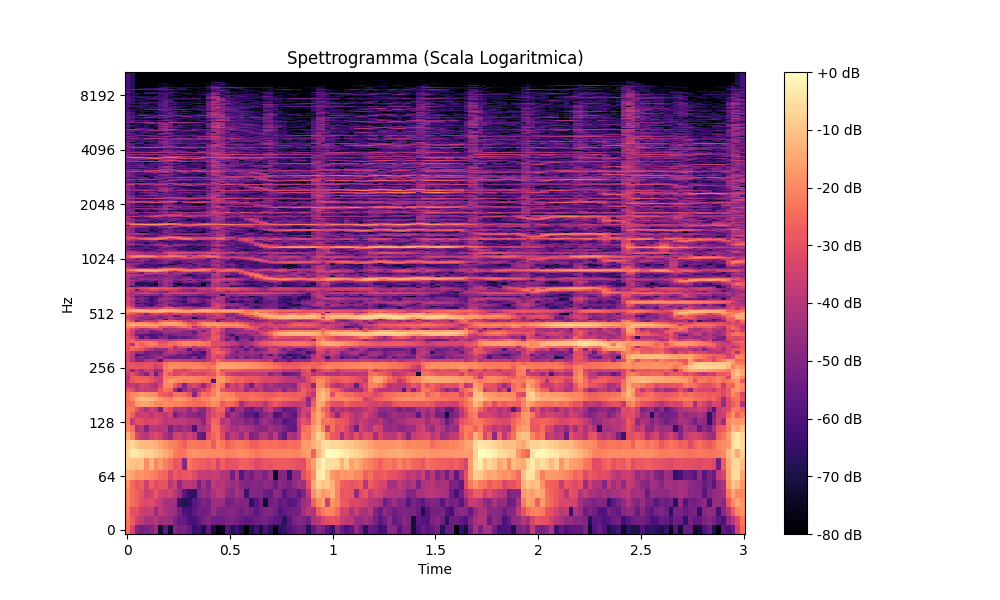 Spettrogramma (Scala Logaritmica)
8192
4096
2048
1024
512
256
128
64
0
Hz
0 0.5 1 1.5 2 2.5 3
Time
+0 dB
-10 dB
-20 dB
-30 dB
-40 dB
-50 dB
-60 dB
-70 dB
-80 dB